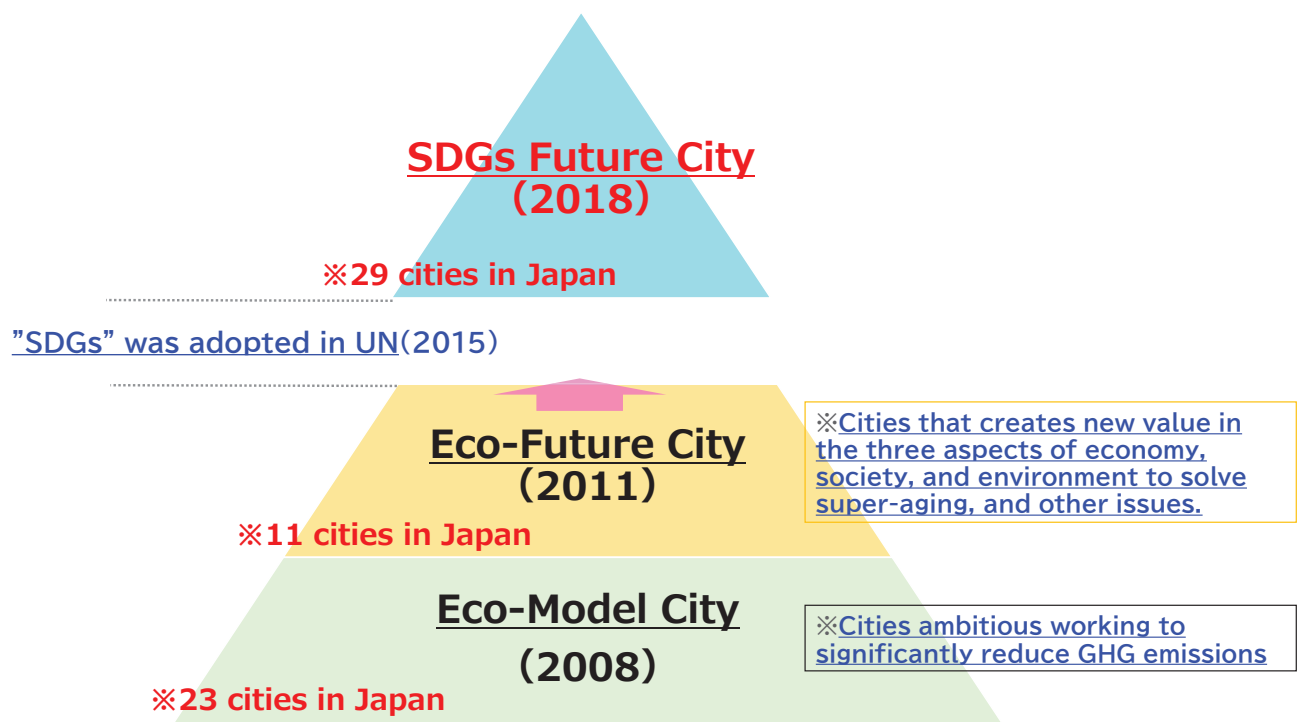 SDGs Future City
(2018)
※29 cities in Japan
”SDGs” was adopted in UN(2015)
Eco-Future City
(2011)
※11 cities in Japan
※Cities that creates new value in
the three aspects of economy,
society, and environment to solve
super-aging, and other issues.
Eco-Model City
(2008)
※23 cities in Japan
※Cities ambitious working to
significantly reduce GHG emissions